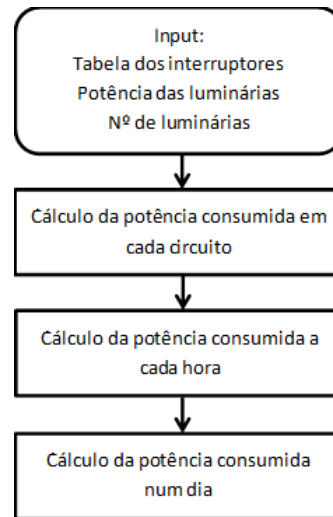 Input:
Tabela dos interruptores
Potência das luminárias
Nº de luminárias
Cálculo da potência consumida em
cada circuito
Cálculo da potência consumida a
cada hora
Cálculo da potência consumida
num dia